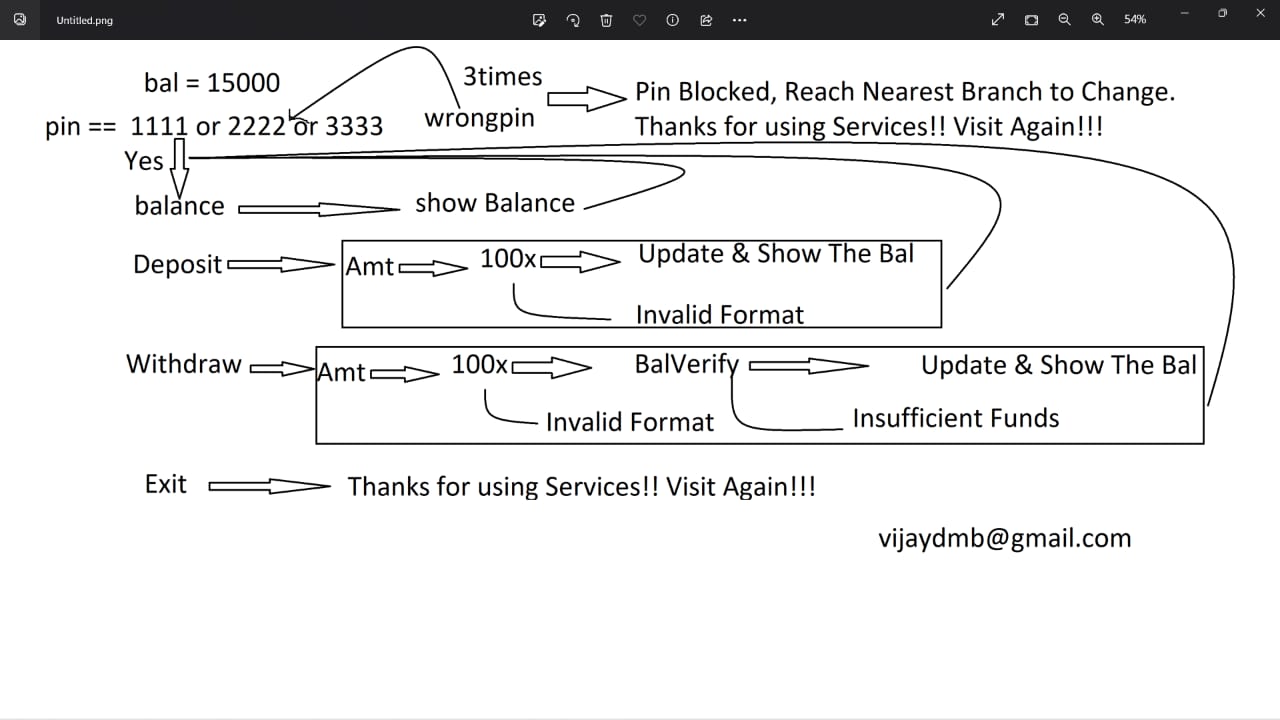 Untitled.png
54%
bal = 15000
3times
Pin Blocked, Reach Nearest Branch to Change.
pin == 1111 or 2222 or 3333
wrongpin
Thanks for using Services!! Visit Again!!!
Yes
balance
show Balance
Deposit
Amt
100x
Update & Show The Bal
Invalid Format
Withdraw
Amt
100x
BalVerify
Update & Show The Bal
Invalid Format
Insufficient Funds
Exit
Thanks for using Services!! Visit Again!!!
vijaydmb@gmail.com